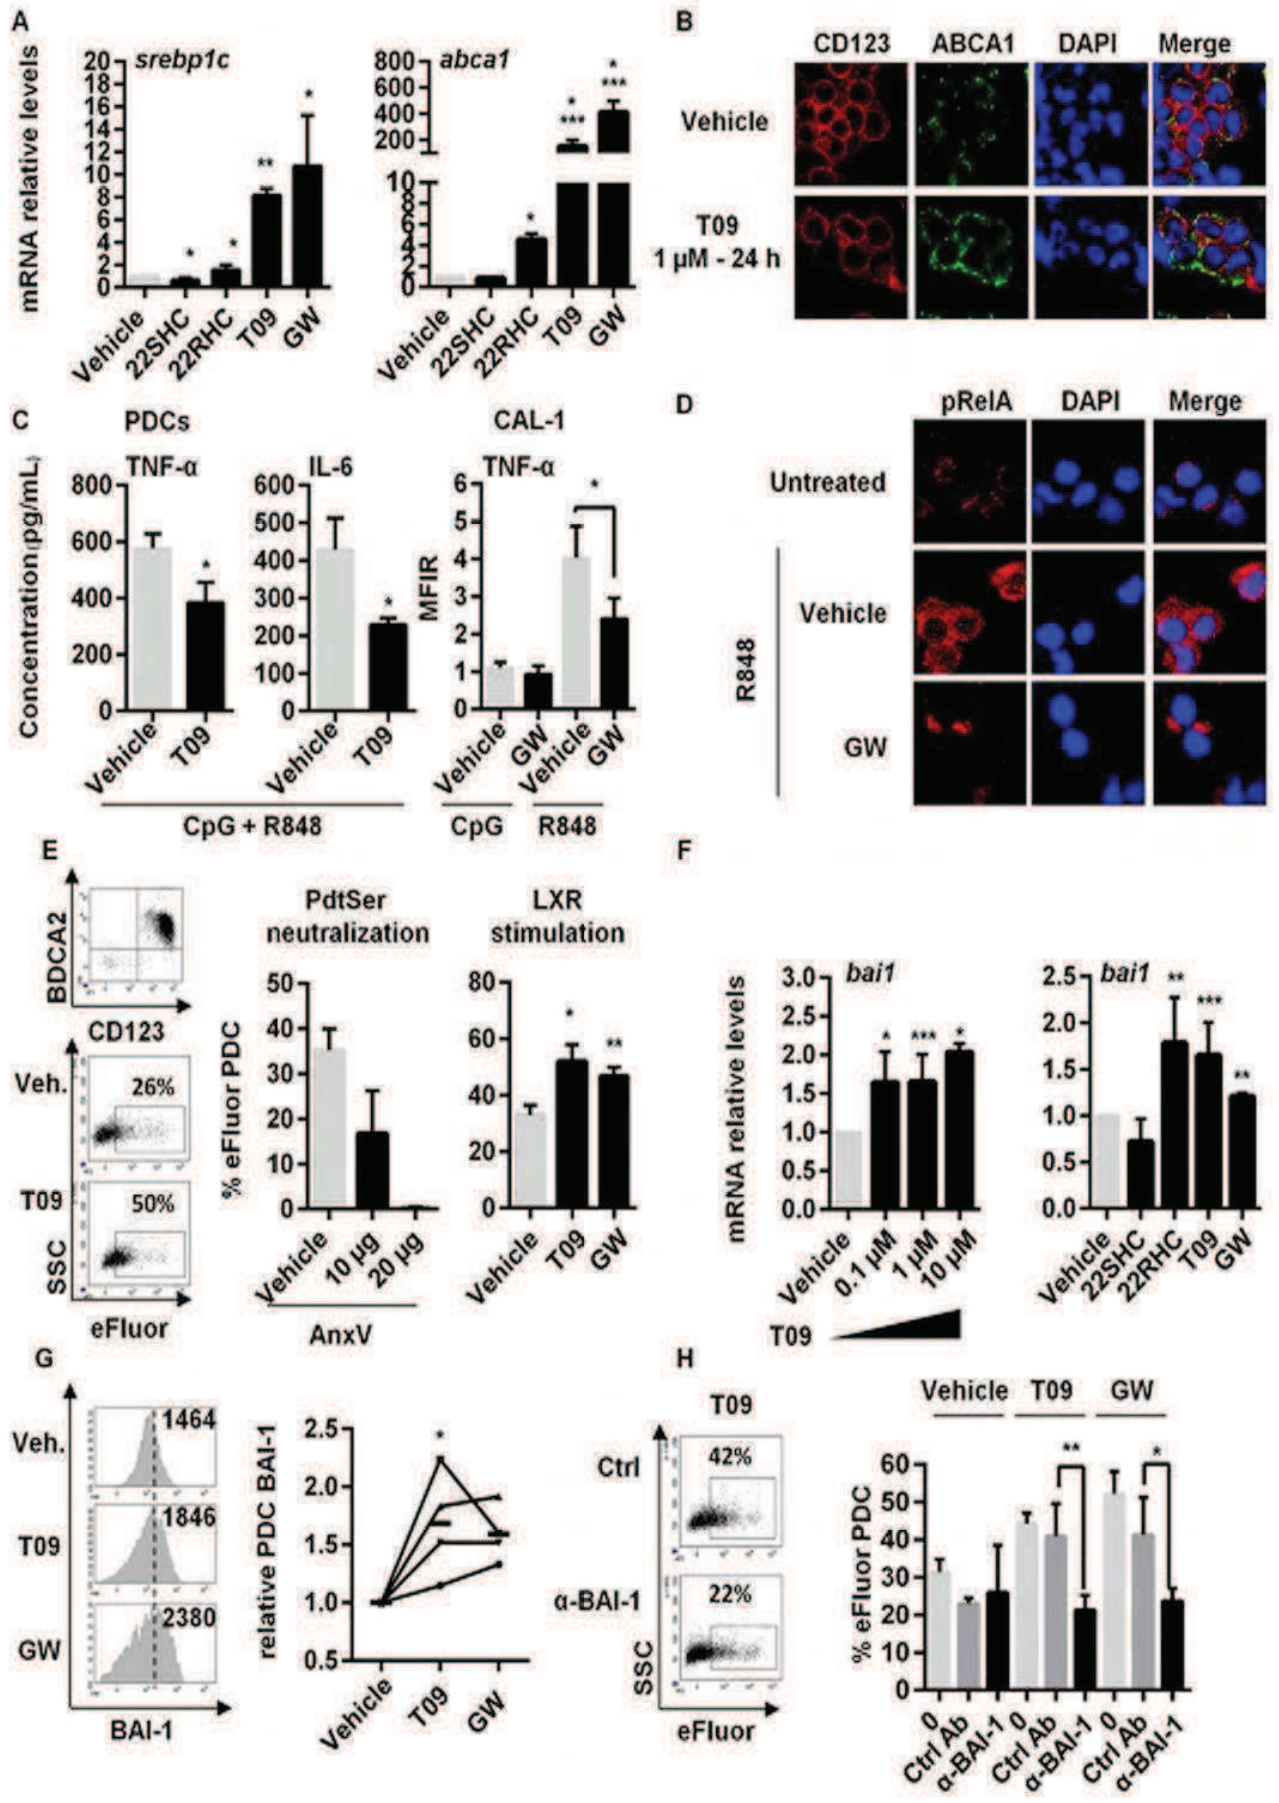 A
mRNA relative levels
srebp1c
20
18
16
14
12
10
8
6
4
2
0
*
*
**
*
Vehicle
22SHC
22RHC
T09
GW
abca1
800
600
400
200
10
8
6
4
2
0
*
*
***
*
***
Vehicle
22SHC
22RHC
T09
GW
B
CD123 ABCA1 DAPI Merge
Vehicle
T09
1 µM - 24 h
C
PDCs
CAL-1
Concentration (pg/mL)
TNF-α
800
600
400
200
0
*
Vehicle
T09
IL-6
600
500
400
300
200
100
0
*
Vehicle
T09
CpG + R848
TNF-α
MFIR
6
5
4
3
2
1
0
*
Vehicle
GW
Vehicle
GW
CpG
R848
D
pRelA DAPI Merge
Untreated
R848
Vehicle
GW
E
BDCA2
CD123
Veh.
26%
T09
50%
SSC
eFluor
PdtSer
neutralization
% eFluor PDC
50
40
30
20
10
0
Vehicle
10 µg
20 µg
AnxV
LXR
stimulation
80
60
40
20
0
*
**
Vehicle
T09
GW
F
mRNA relative levels
bai1
3.0
2.5
2.0
1.5
1.0
0.5
0.0
*
***
*
Vehicle
0.1 µM
1 µM
10 µM
T09
bai1
2.5
2.0
1.5
1.0
0.5
0.0
**
***
**
Vehicle
22SHC
22RHC
T09
GW
G
Veh.
1464
T09
1846
GW
2380
BAI-1
relative PDC BAI-1
2.5
2.0
1.5
1.0
0.5
*
Vehicle
T09
GW
H
T09
Ctrl
42%
α-BAI-1
22%
SSC
eFluor
Vehicle T09 GW
% eFluor PDC
60
50
40
30
20
10
0
**
*
0
Ctrl Ab
α-BAI-1
0
Ctrl Ab
α-BAI-1
0
Ctrl Ab
α-BAI-1